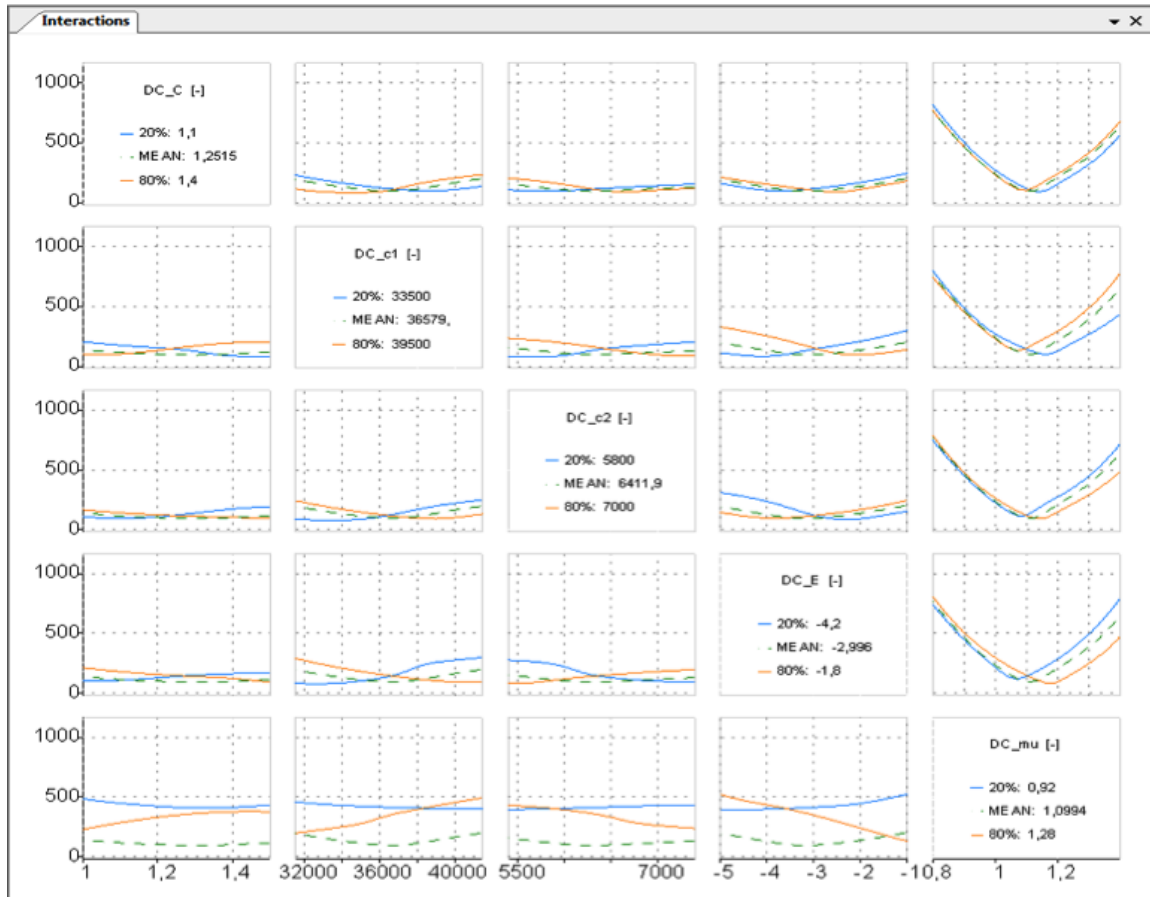 Interactions
1000
500
0
DC_C [-]
20%: 1,1
MEAN: 1,2515
80%: 1,4
1000
500
0
DC_c1 [-]
20%: 33500
MEAN: 36579,
80%: 39500
1000
500
0
DC_c2 [-]
20%: 5800
MEAN: 6411,9
80%: 7000
1000
500
0
DC_E [-]
20%: -4,2
MEAN: -2,996
80%: -1,8
1000
500
0
DC_mu [-]
20%: 0,92
MEAN: 1,0994
80%: 1,28
1 1,2 1,4 32000 36000 40000 5500 7000 -5 -4 -3 -2 -1 0,8 1 1,2